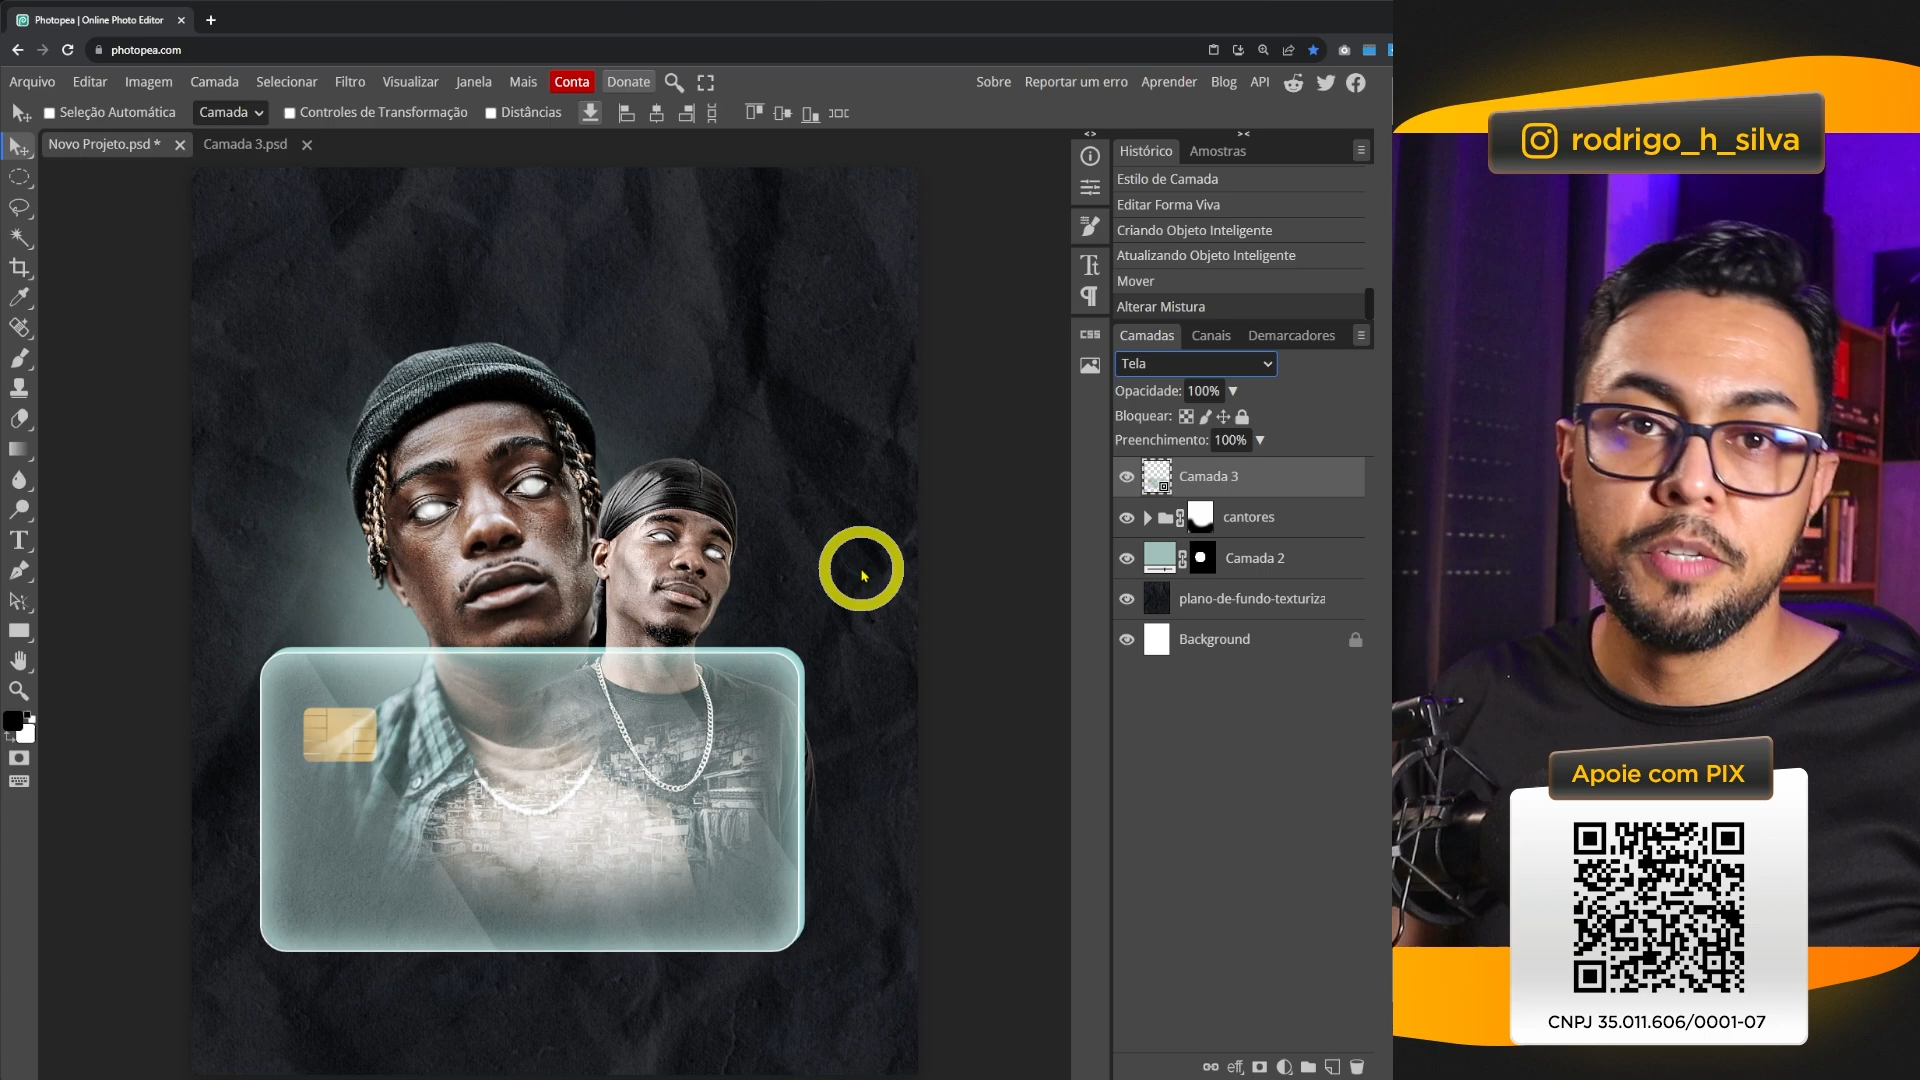 Photopea | Online Photo Editor
photopea.com
Arquivo Editar Imagem Camada Selecionar Filtro Visualizar Janela Mais Conta Donate
Sobre Reportar um erro Aprender Blog API
Seleção Automática Camada Controles de Transformação Distâncias
Novo Projeto.psd * Camada 3.psd
Histórico Amostras
Estilo de Camada
Editar Forma Viva
Criando Objeto Inteligente
Atualizando Objeto Inteligente
Mover
Alterar Mistura
CSS
Camadas Canais Demarcadores
Tela
Opacidade: 100%
Bloquear:
Preenchimento: 100%
Camada 3
cantores
Camada 2
plano-de-fundo-texturiza
Background
eff
rodrigo_h_silva
Apoie com PIX
CNPJ 35.011.606/0001-07